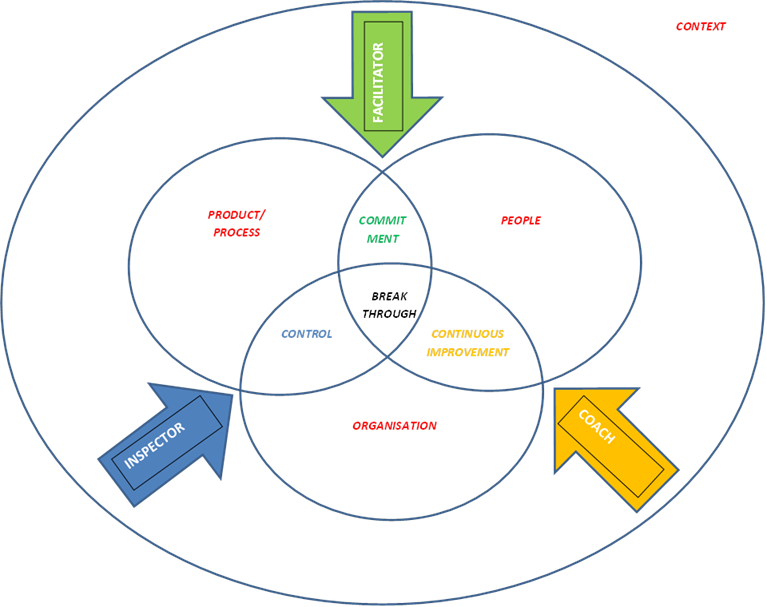 CONTEXT
FACILITATOR
PRODUCT/
PROCESS
COMMIT
MENT
PEOPLE
BREAK
THROUGH
CONTROL
CONTINUOUS
IMPROVEMENT
ORGANISATION
INSPECTOR
COACH